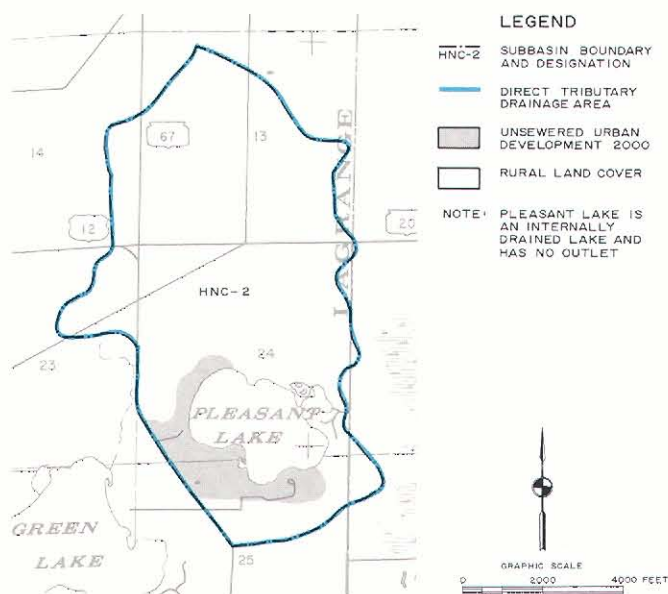 LEGEND
HNC-2 SUBBASIN BOUNDARY
AND DESIGNATION
DIRECT TRIBUTARY
DRAINAGE AREA
UNSEWERED URBAN
DEVELOPMENT 2000
RURAL LAND COVER
NOTE: PLEASANT LAKE IS
AN INTERNALLY
DRAINED LAKE AND
HAS NO OUTLET
14
67
13
LAGRANGE
12
20
HNC-2
23
24
PLEASANT
LAKE
GREEN
LAKE
25
GRAPHIC SCALE
0 2000 4000 FEET